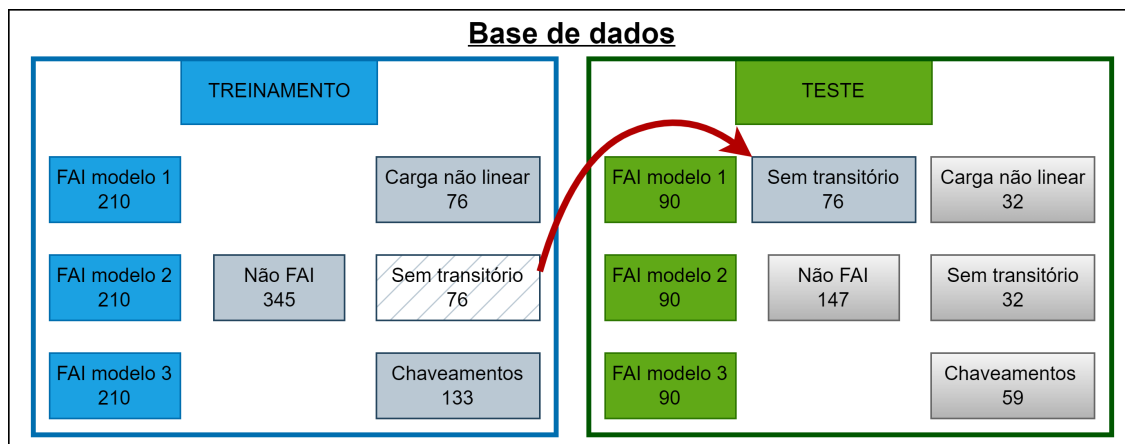 Base de dados
TREINAMENTO
FAI modelo 1
210
Carga não linear
76
FAI modelo 2
210
Não FAI
345
Sem transitório
76
FAI modelo 3
210
Chaveamentos
133
TESTE
FAI modelo 1
90
Sem transitório
76
Carga não linear
32
FAI modelo 2
90
Não FAI
147
Sem transitório
32
FAI modelo 3
90
Chaveamentos
59